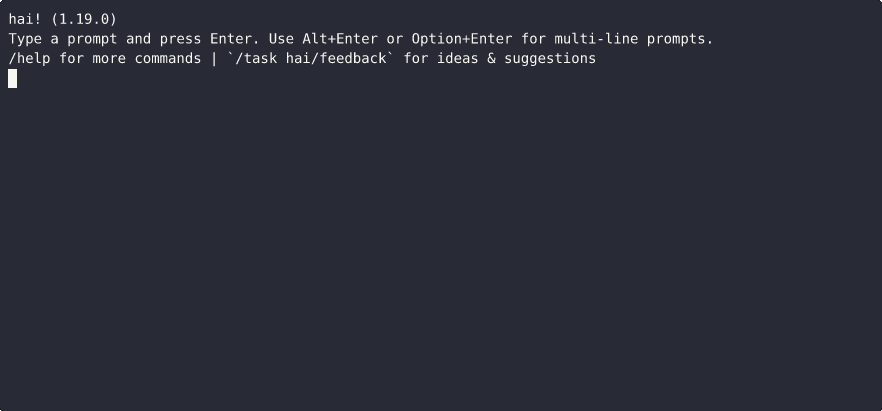 hai! (1.19.0)
Type a prompt and press Enter. Use Alt+Enter or Option+Enter for multi-line prompts.
/help for more commands | `/task hai/feedback` for ideas & suggestions